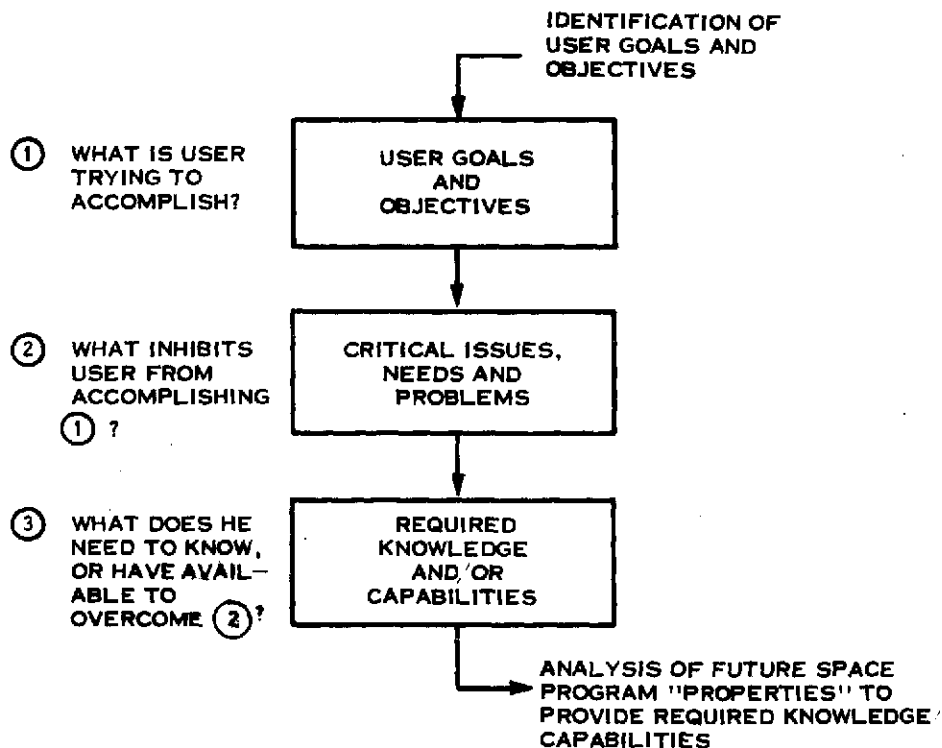 IDENTIFICATION OF
USER GOALS AND
OBJECTIVES
① WHAT IS USER
TRYING TO
ACCOMPLISH?
USER GOALS
AND
OBJECTIVES
② WHAT INHIBITS
USER FROM
ACCOMPLISHING
① ?
CRITICAL ISSUES,
NEEDS AND
PROBLEMS
③ WHAT DOES HE
NEED TO KNOW,
OR HAVE AVAIL-
ABLE TO
OVERCOME ②?
REQUIRED
KNOWLEDGE
AND/OR
CAPABILITIES
ANALYSIS OF FUTURE SPACE
PROGRAM "PROPERTIES" TO
PROVIDE REQUIRED KNOWLEDGE/
CAPABILITIES